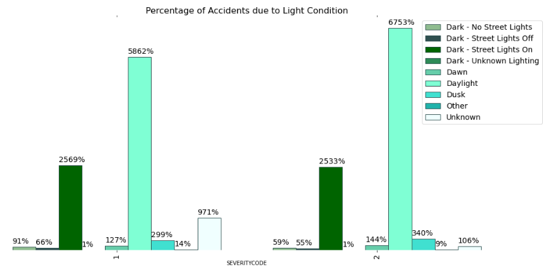 Percentage of Accidents due to Light Condition
6753%
5862%
2569%
2533%
971%
91%
66%
1%
127%
299%
14%
59%
55%
1%
144%
340%
9%
106%
Dark - No Street Lights
Dark - Street Lights Off
Dark - Street Lights On
Dark - Unknown Lighting
Dawn
Daylight
Dusk
Other
Unknown
1
2
SEVERITYCODE